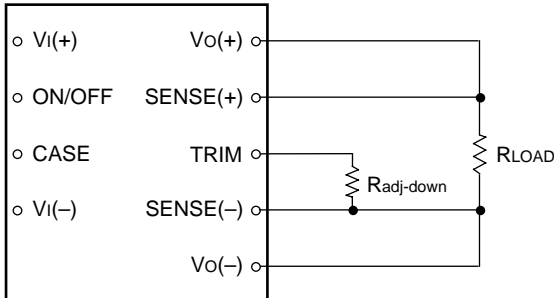 VI(+) VO(+)
ON/OFF SENSE(+)
CASE TRIM
RLOAD
Radj-down
VI(–) SENSE(–)
VO(–)